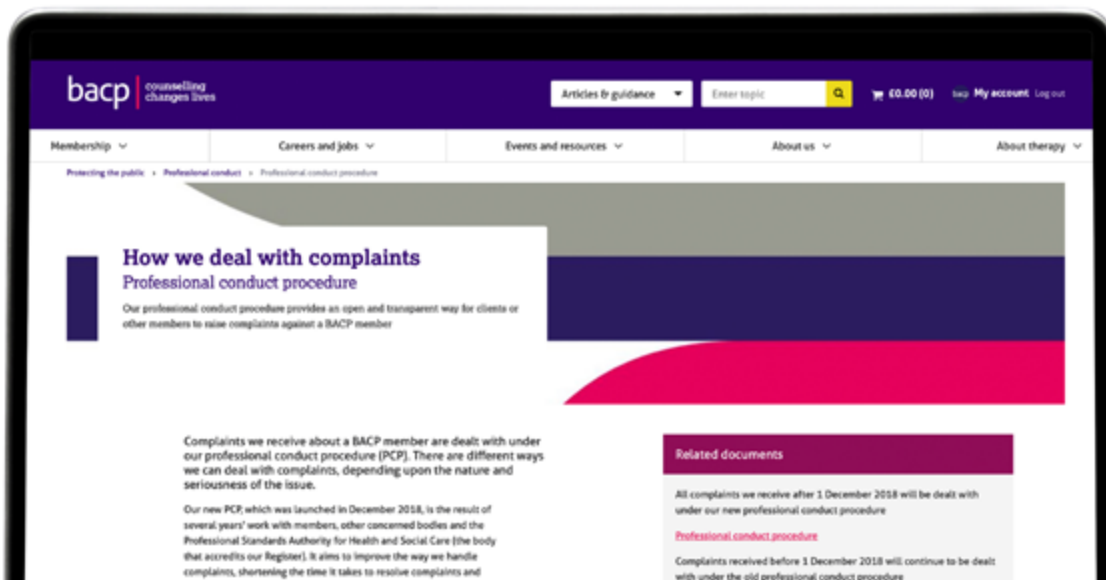 bacp counselling changes lives
Articles & guidance
Enter topic
£0.00 (0)
bacp My account Log out
Membership
Careers and jobs
Events and resources
About us
About therapy
Protecting the public › Professional conduct › Professional conduct procedure
How we deal with complaints
Professional conduct procedure
Our professional conduct procedure provides an open and transparent way for clients or
other members to raise complaints against a BACP member
Complaints we receive about a BACP member are dealt with under
our professional conduct procedure (PCP). There are different ways
we can deal with complaints, depending upon the nature and
seriousness of the issue.
Our new PCP, which was launched in December 2018, is the result of
several years' work with members, other concerned bodies and the
Professional Standards Authority for Health and Social Care (the body
that accredits our Register). It aims to improve the way we handle
complaints, shortening the time it takes to resolve complaints and
Related documents
All complaints we receive after 1 December 2018 will be dealt with
under our new professional conduct procedure
Professional conduct procedure
Complaints received before 1 December 2018 will continue to be dealt
with under the old professional conduct procedure